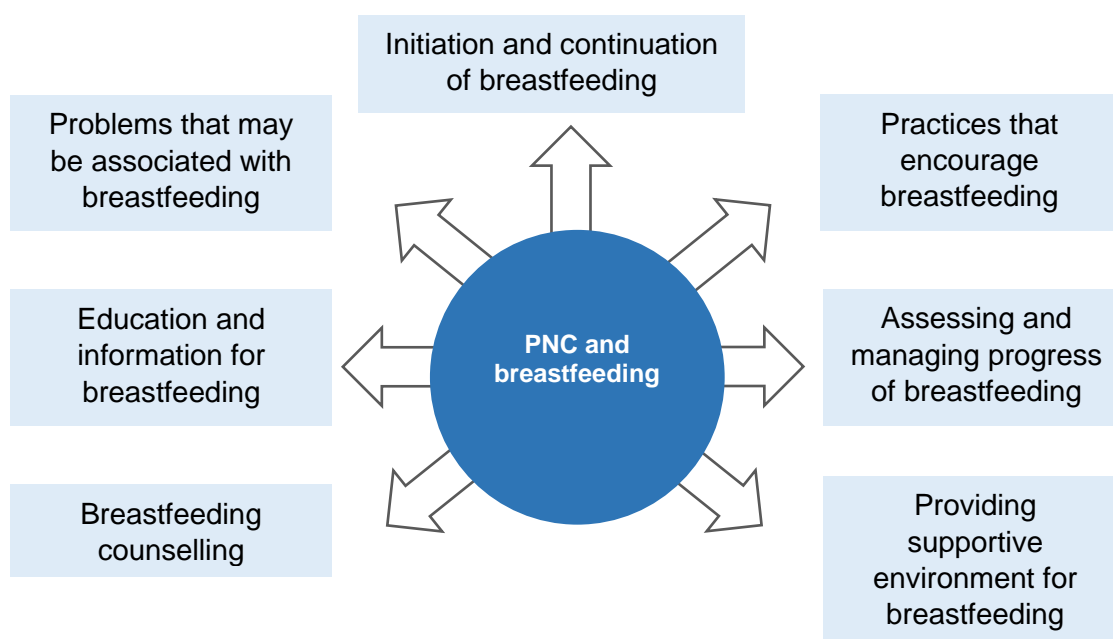 Initiation and continuation
of breastfeeding
Problems that may
be associated with
breastfeeding
Practices that
encourage
breastfeeding
Education and
information for
breastfeeding
PNC and
breastfeeding
Assessing and
managing progress
of breastfeeding
Breastfeeding
counselling
Providing
supportive
environment for
breastfeeding